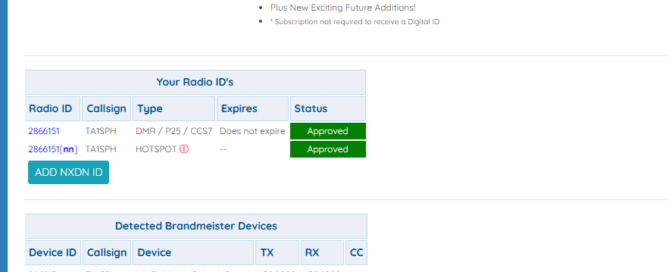 Plus New Exciting Future Additions!
* Subscription not required to receive a Digital ID
Your Radio ID's
Radio ID Callsign Type Expires Status
2866151 TA1SPH DMR / P25 / CCS7 Does not expire Approved
2866151[nn] TA1SPH HOTSPOT -- Approved
ADD NXDN ID
Detected Brandmeister Devices
Device ID Callsign Device TX RX CC